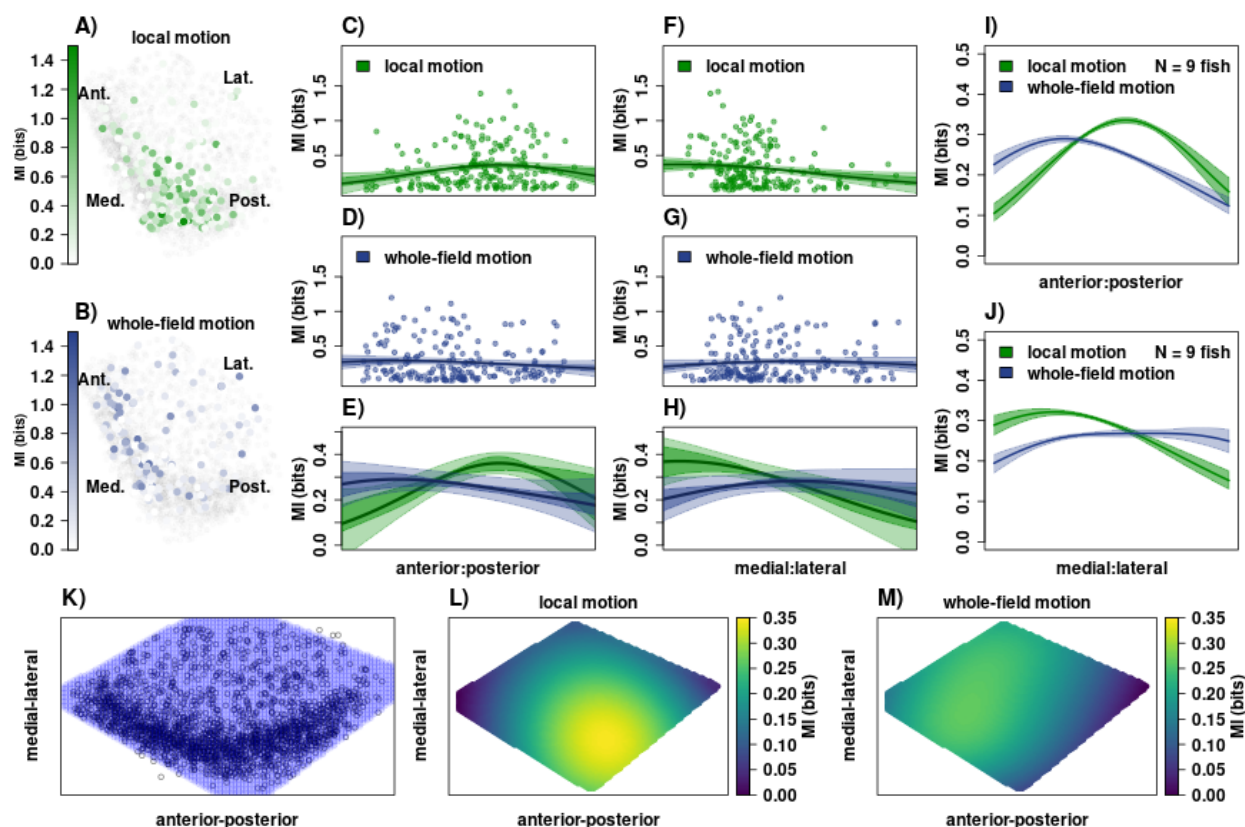 A)
local motion
1.4
1.2
1.0
0.8
0.6
0.4
0.2
0.0
MI (bits)
Ant.
Lat.
Med.
Post.
B)
whole-field motion
1.4
1.2
1.0
0.8
0.6
0.4
0.2
0.0
MI (bits)
Ant.
Lat.
Med.
Post.
C)
local motion
MI (bits)
1.5
1
0.5
D)
whole-field motion
MI (bits)
1.5
1
0.5
E)
MI (bits)
0.4
0.2
0.0
anterior:posterior
F)
local motion
MI (bits)
1.5
1
0.5
G)
whole-field motion
MI (bits)
1.5
1
0.5
H)
MI (bits)
0.4
0.2
0.0
medial:lateral
I)
local motion N = 9 fish
whole-field motion
MI (bits)
0.5
0.4
0.3
0.2
0.1
0.0
anterior:posterior
J)
local motion N = 9 fish
whole-field motion
MI (bits)
0.5
0.4
0.3
0.2
0.1
0.0
medial:lateral
K)
medial-lateral
anterior-posterior
L)
local motion
medial-lateral
anterior-posterior
0.35
0.30
0.25
0.20
0.15
0.10
0.05
0.00
MI (bits)
M)
whole-field motion
medial-lateral
anterior-posterior
0.35
0.30
0.25
0.20
0.15
0.10
0.05
0.00
MI (bits)